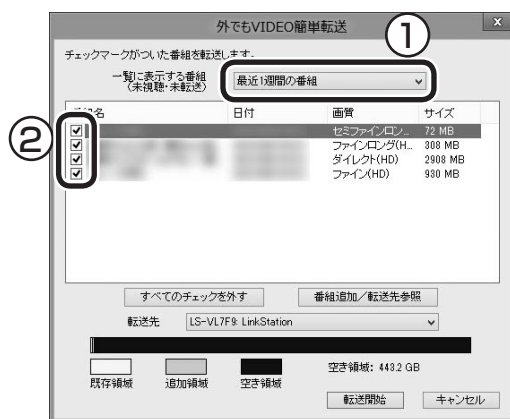 外でもVIDEO簡単転送
x
①
チェックマークがついた番組を転送します。
一覧に表示する番組
(未視聴・未転送)
最近1週間の番組
日付
画質
サイズ
②
セミファインロン...
72 MB
ファインロング(H...
308 MB
ダイレクト(HD)
2908 MB
ファイン(HD)
930 MB
すべてのチェックを外す
番組追加/転送先参照
転送先
LS-VL7F9: LinkStation
既存領域
追加領域
空き領域
空き領域: 443.2 GB
転送開始
キャンセル